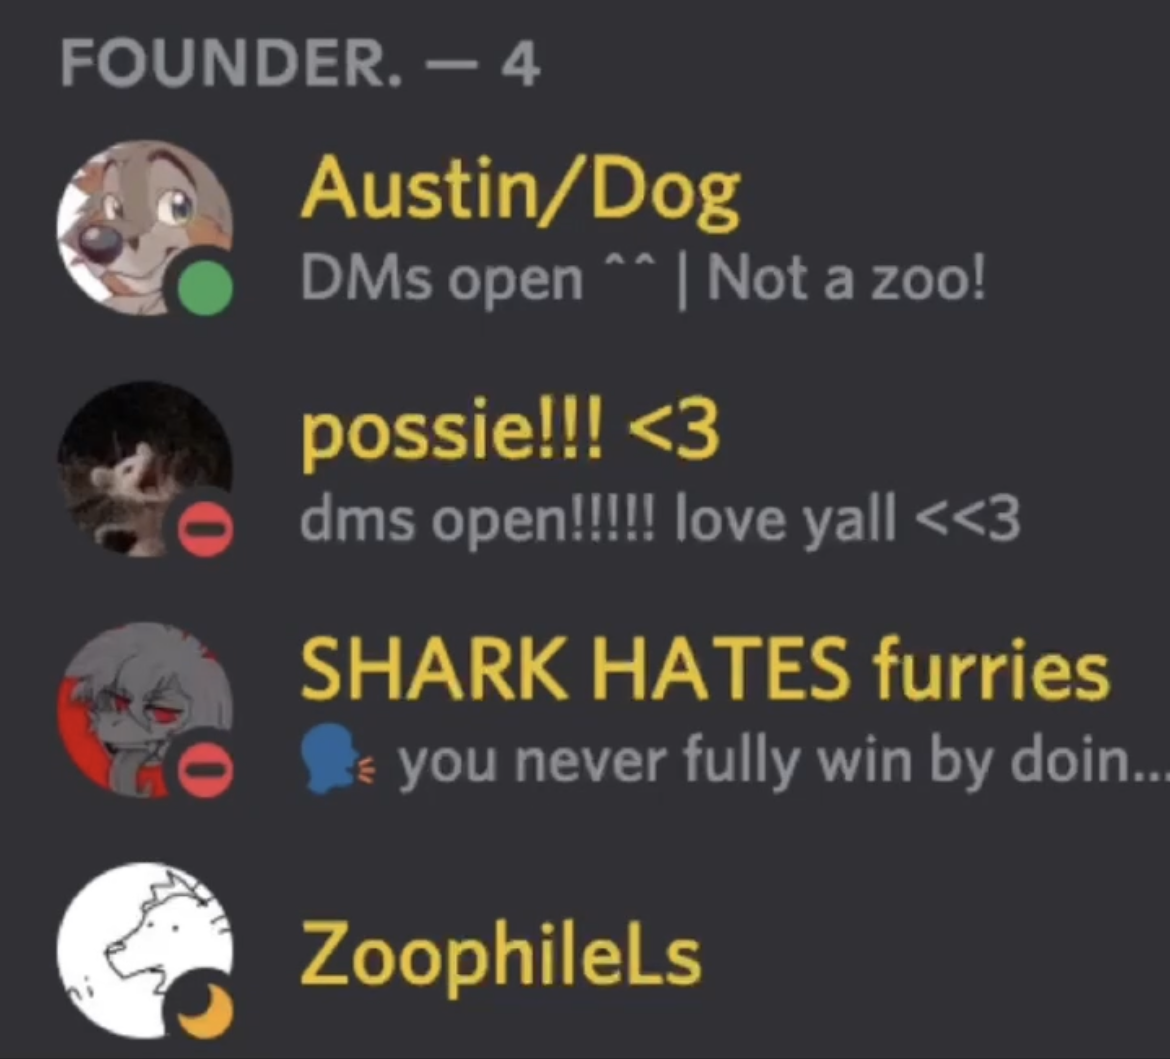 FOUNDER. — 4
Austin/Dog
DMs open ^^ | Not a zoo!
possie!!! <3
dms open!!!!! love yall <<3
SHARK HATES furries
🗣 you never fully win by doin...
hi
ZoophileLs